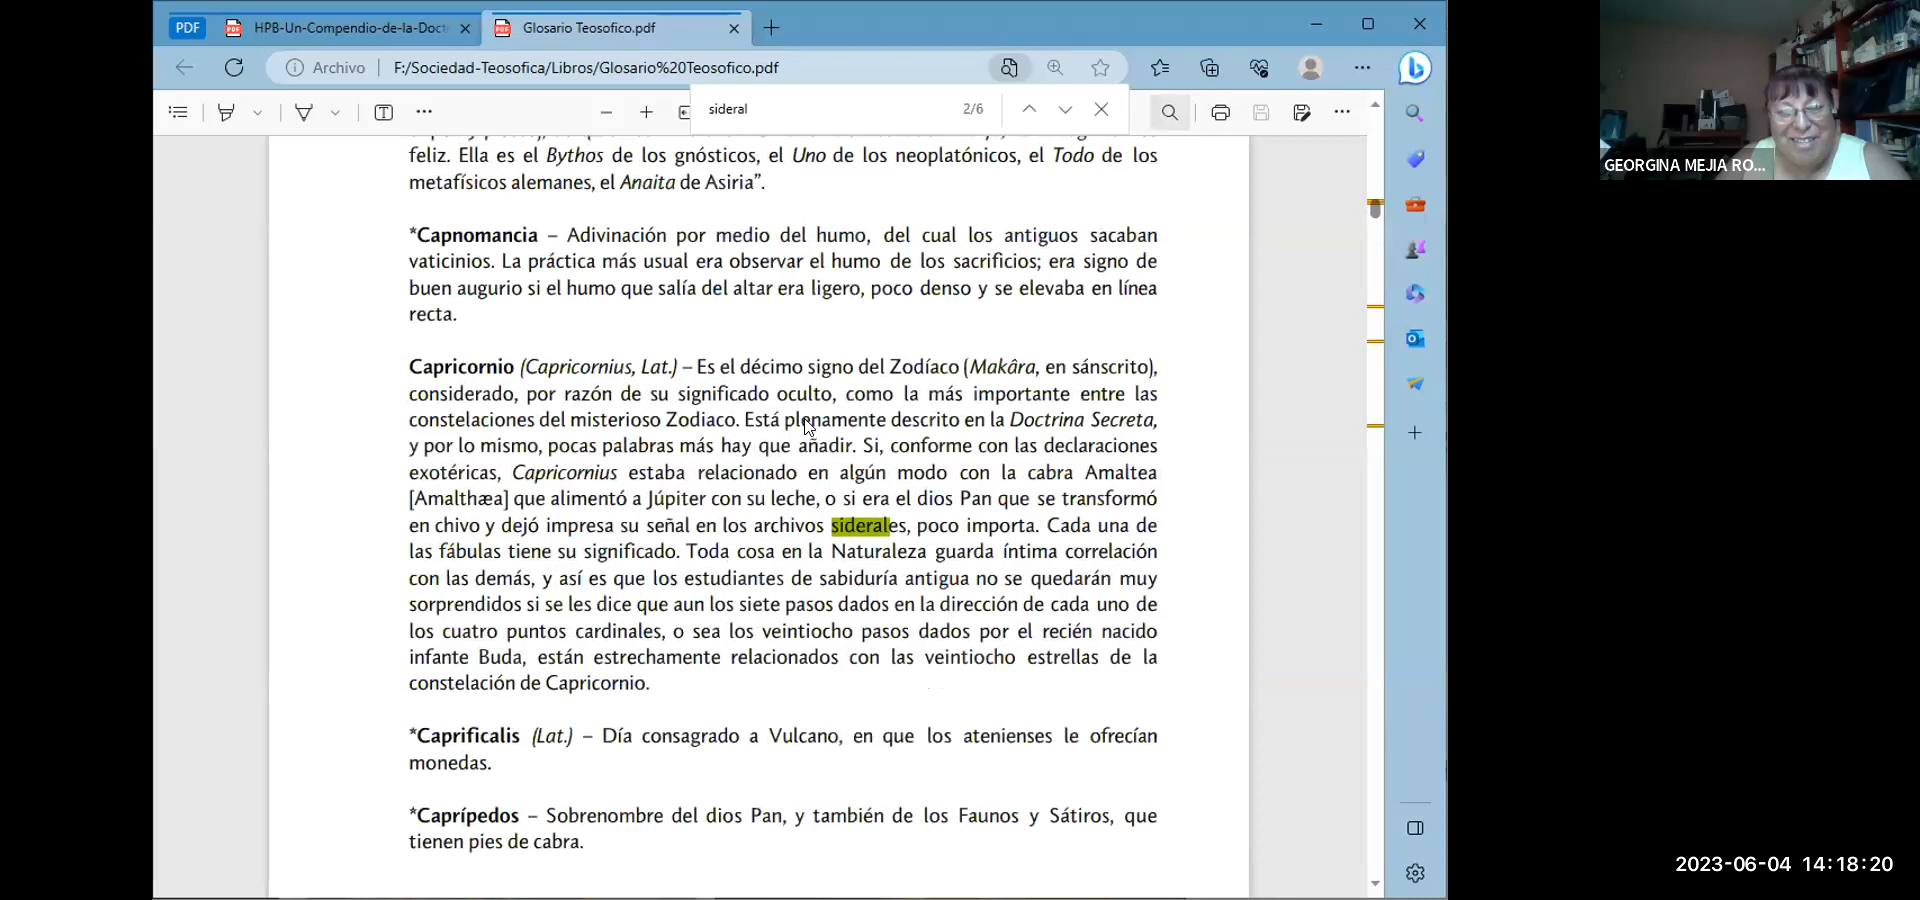 PDF
HPB-Un-Compendio-de-la-Doct
Glosario Teosofico.pdf
Archivo
F:/Sociedad-Teosofica/Libros/Glosario%20Teosofico.pdf
sideral
2/6
feliz. Ella es el Bythos de los gnósticos, el Uno de los neoplatónicos, el Todo de los
metafísicos alemanes, el Anaita de Asiria”.
*Capnomancia – Adivinación por medio del humo, del cual los antiguos sacaban
vaticinios. La práctica más usual era observar el humo de los sacrificios; era signo de
buen augurio si el humo que salía del altar era ligero, poco denso y se elevaba en línea
recta.
Capricornio (Capricornius, Lat.) – Es el décimo signo del Zodíaco (Makâra, en sánscrito),
considerado, por razón de su significado oculto, como la más importante entre las
constelaciones del misterioso Zodiaco. Está plenamente descrito en la Doctrina Secreta,
y por lo mismo, pocas palabras más hay que añadir. Si, conforme con las declaraciones
exotéricas, Capricornius estaba relacionado en algún modo con la cabra Amaltea
[Amalthæa] que alimentó a Júpiter con su leche, o si era el dios Pan que se transformó
en chivo y dejó impresa su señal en los archivos siderales, poco importa. Cada una de
las fábulas tiene su significado. Toda cosa en la Naturaleza guarda íntima correlación
con las demás, y así es que los estudiantes de sabiduría antigua no se quedarán muy
sorprendidos si se les dice que aun los siete pasos dados en la dirección de cada uno de
los cuatro puntos cardinales, o sea los veintiocho pasos dados por el recién nacido
infante Buda, están estrechamente relacionados con las veintiocho estrellas de la
constelación de Capricornio.
*Caprificalis (Lat.) – Día consagrado a Vulcano, en que los atenienses le ofrecían
monedas.
*Caprípedos – Sobrenombre del dios Pan, y también de los Faunos y Sátiros, que
tienen pies de cabra.
GEORGINA MEJIA RO...
2023-06-04 14:18:20